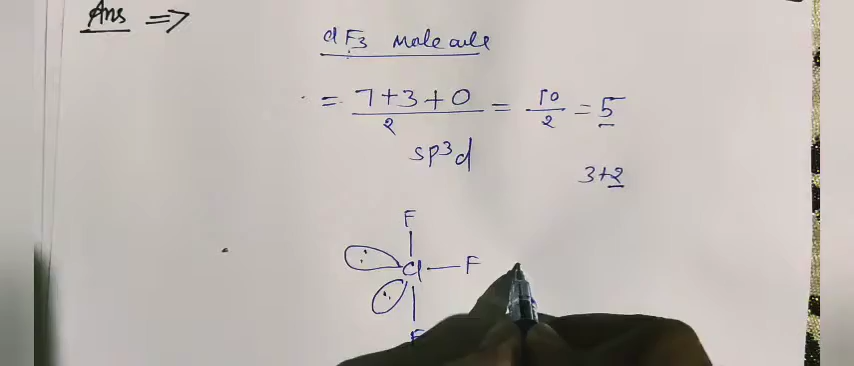 Ans ⇒
ClF3 Molecule
= 7+3+0/2 = 10/2 = 5
sp³d
3+2
F
Cl—F
F